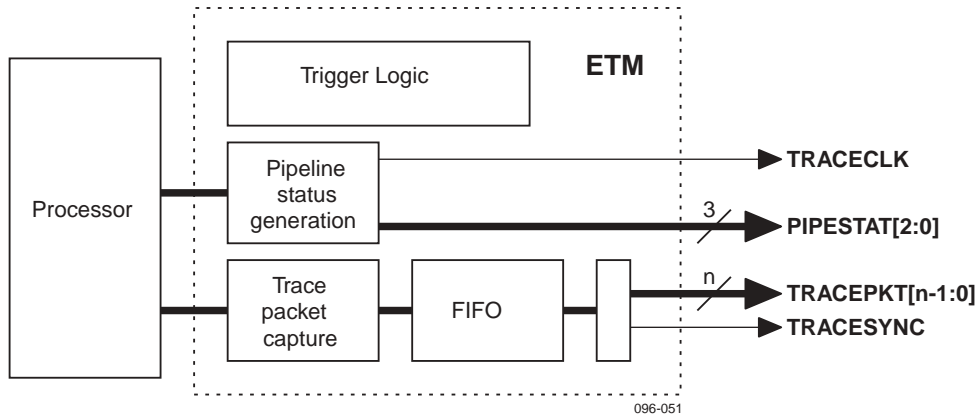 Trigger Logic
ETM
Processor
Pipeline
status
generation
TRACECLK
3
PIPESTAT[2:0]
Trace
packet
capture
FIFO
n
TRACEPKT[n-1:0]
TRACESYNC
096-051